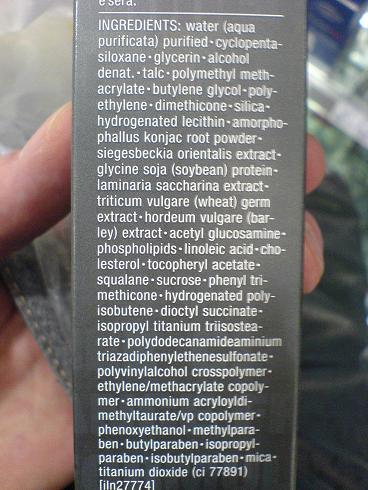 e sera.
INGREDIENTS: water (aqua
purificata) purified•cyclopenta-
siloxane•glycerin•alcohol
denat.•talc•polymethyl meth-
acrylate•butylene glycol•poly-
ethylene•dimethicone•silica•
hydrogenated lecithin•amorpho-
phallus konjac root powder•
siegesbeckia orientalis extract•
glycine soja (soybean) protein•
laminaria saccharina extract•
triticum vulgare (wheat) germ
extract•hordeum vulgare (bar-
ley) extract•acetyl glucosamine•
phospholipids•linoleic acid•cho-
lesterol•tocopheryl acetate•
squalane•sucrose•phenyl tri-
methicone•hydrogenated poly-
isobutene•dioctyl succinate•
isopropyl titanium triisostea-
rate•polydodecanamideaminium
triazadiphenylethenesulfonate•
polyvinylalcohol crosspolymer•
ethylene/methacrylate copoly-
mer•ammonium acryloyldi-
methyltaurate/vp copolymer•
phenoxyethanol•methylpara-
ben•butylparaben•isopropyl-
paraben•isobutylparaben•mica•
titanium dioxide (ci 77891)
[iln27774]